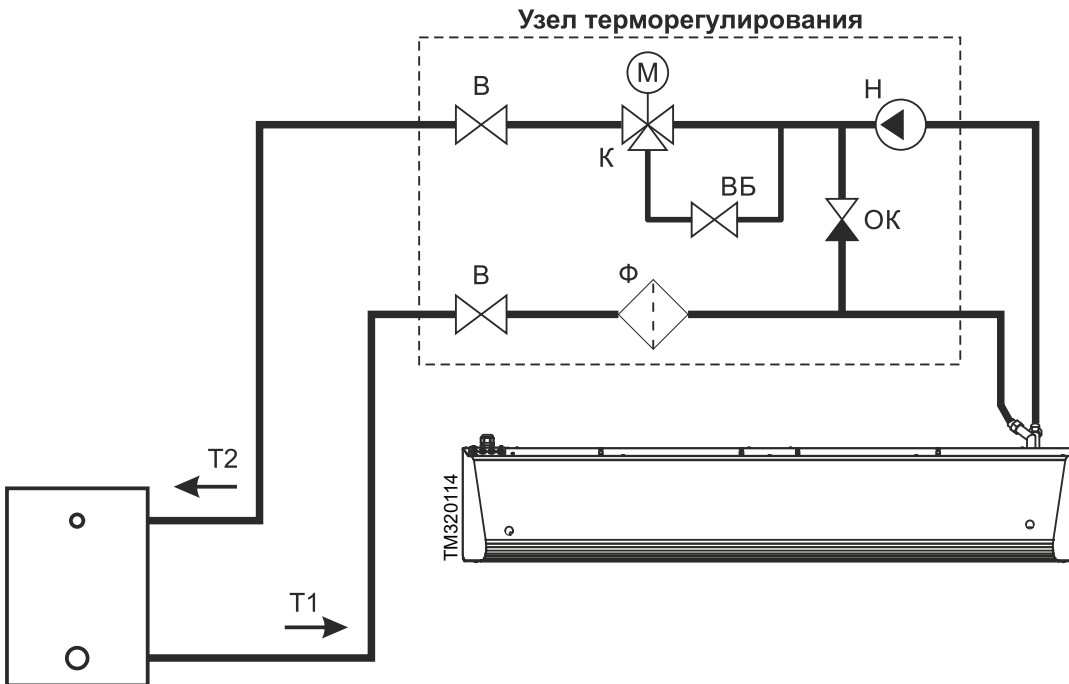 Узел терморегулирования
М
В
Н
К
ВБ
ОК
В
Ф
Т2
ТМ320114
Т1